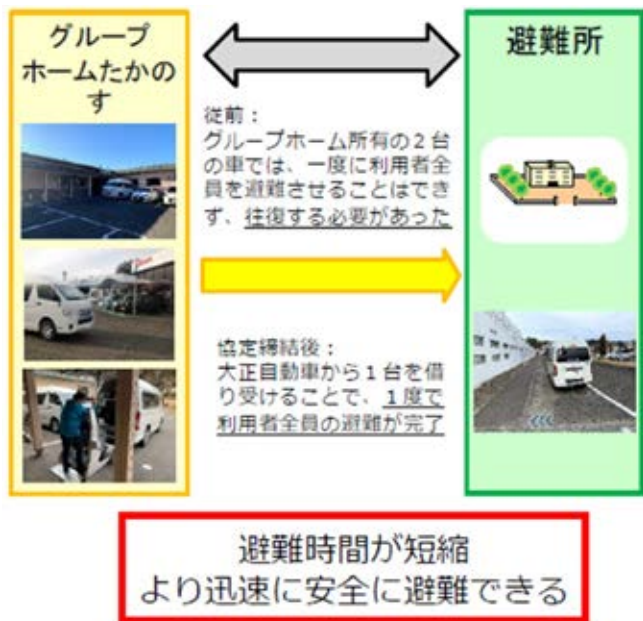 グループ
ホームたかの
す
避難所
従前：
グループホーム所有の２台
の車では、一度に利用者全
員を避難させることはでき
ず、往復する必要があった
協定締結後：
大正自動車から１台を借
り受けることで、１度で
利用者全員の避難が完了
避難時間が短縮
より迅速に安全に避難できる